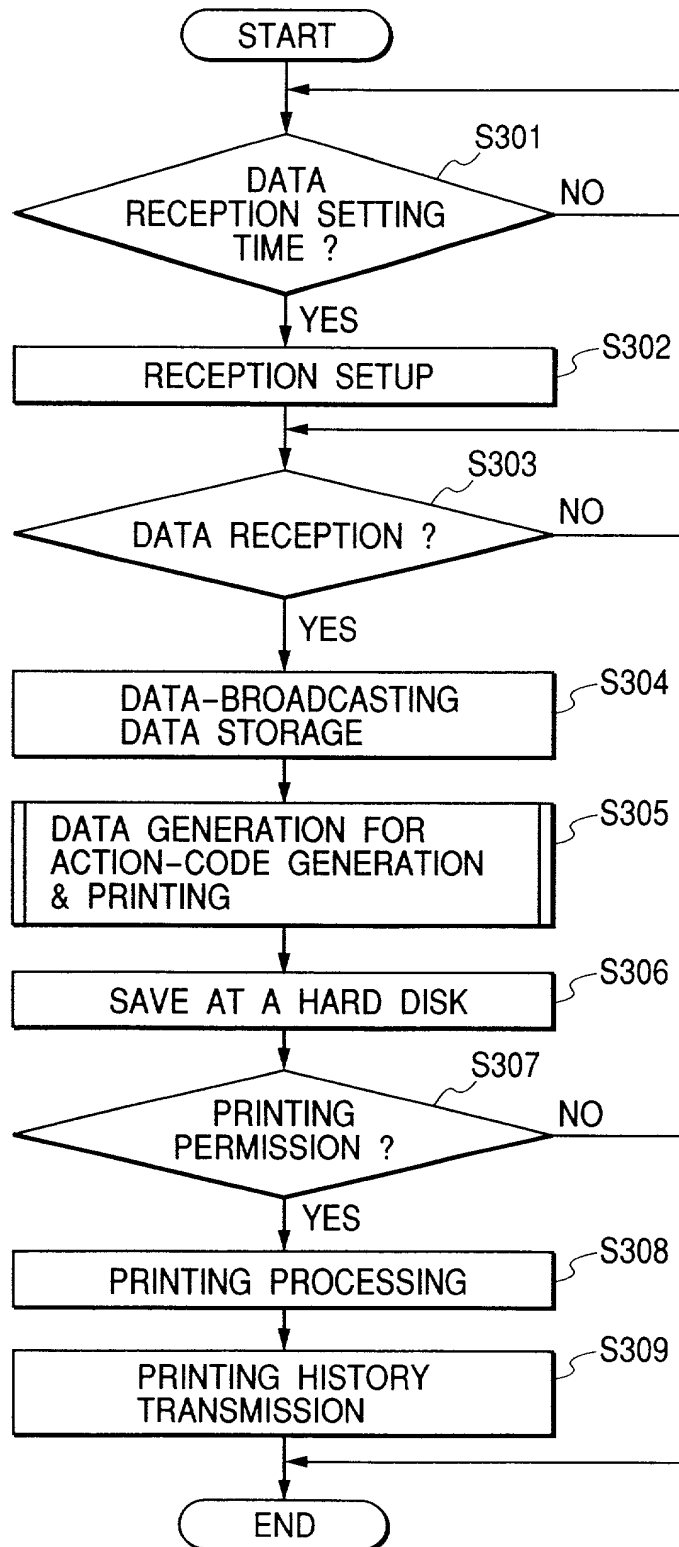 START
S301
DATA
RECEPTION SETTING
TIME ?
NO
YES
S302
RECEPTION SETUP
S303
DATA RECEPTION ?
NO
YES
S304
DATA-BROADCASTING
DATA STORAGE
S305
DATA GENERATION FOR
ACTION-CODE GENERATION
& PRINTING
S306
SAVE AT A HARD DISK
S307
PRINTING
PERMISSION ?
NO
YES
S308
PRINTING PROCESSING
S309
PRINTING HISTORY
TRANSMISSION
END